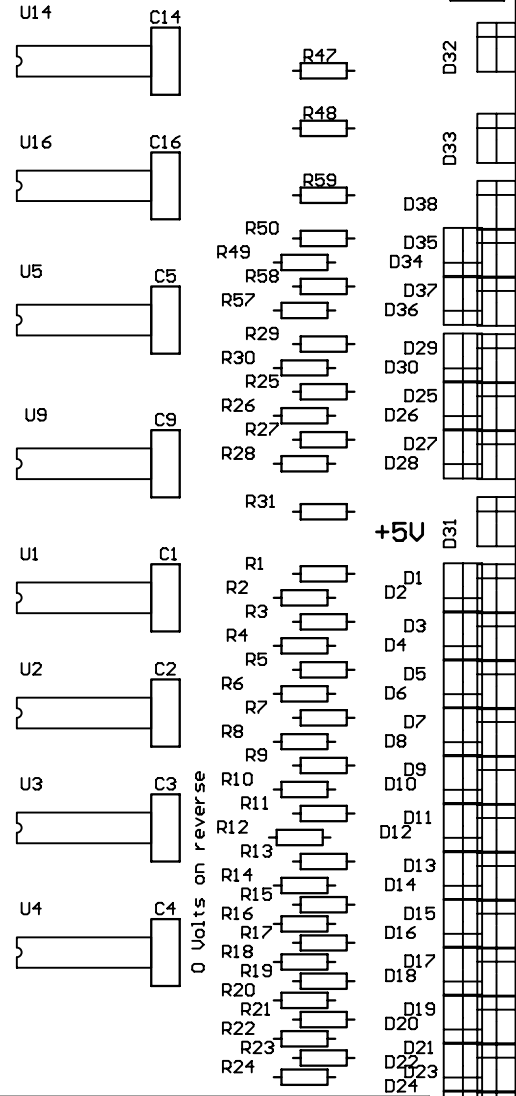 U14 C14
R47
D32
R48
D33
U16 C16
R59
D38
R50
D35
R49
D34
U5 C5
R58
D37
R57
D36
R29
D29
R30
D30
R25
D25
R26
D26
U9 C9
R27
D27
R28
D28
R31
+5V
D31
U1 C1
R1
D1
R2
D2
R3
D3
R4
D4
U2 C2
R5
D5
R6
D6
R7
D7
R8
D8
R9
D9
U3 C3
R10
D10
R11
D11
R12
D12
R13
D13
R14
D14
R15
D15
U4 C4
R16
D16
R17
D17
R18
D18
0 Volts on reverse
R19
D19
R20
D20
R21
D21
R22
D22
R23
D23
R24
D24